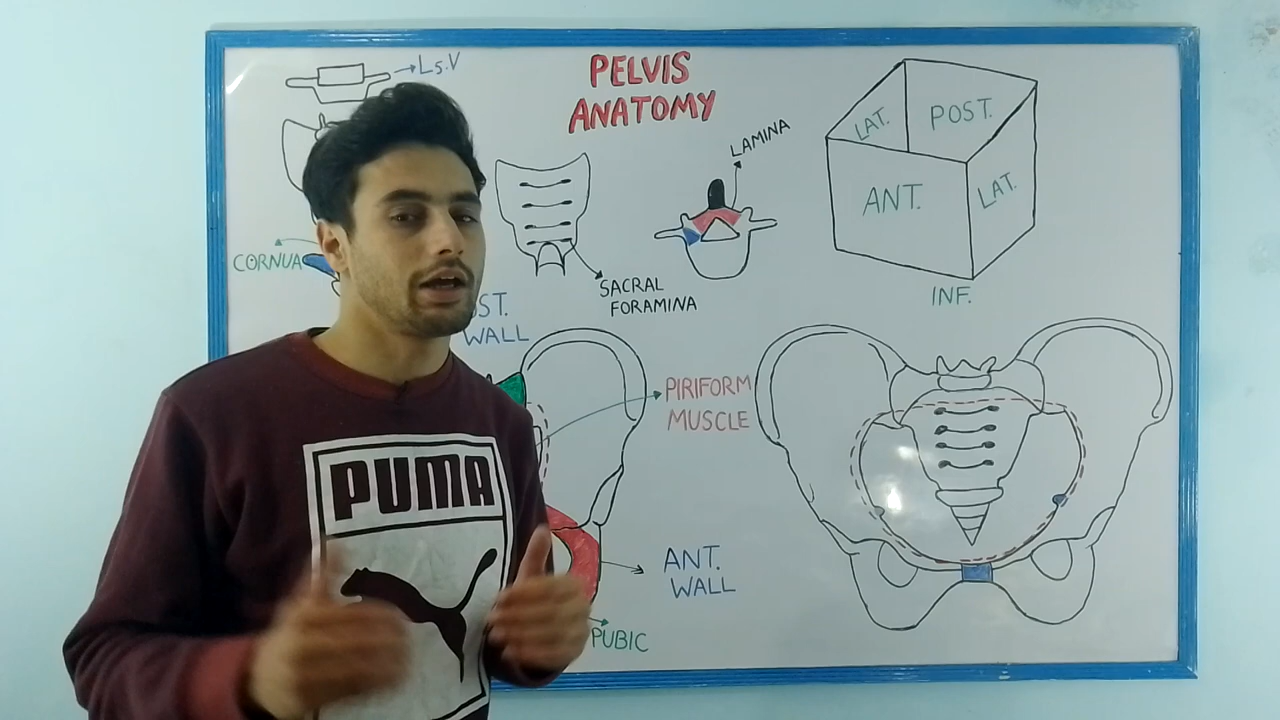 L5.V
PELVIS
ANATOMY
LAMINA
LAT.
POST.
ANT.
LAT.
INF.
CORNUA
SACRAL
FORAMINA
ST.
WALL
PIRIFORM
MUSCLE
PUMA
ANT.
WALL
PUBIC